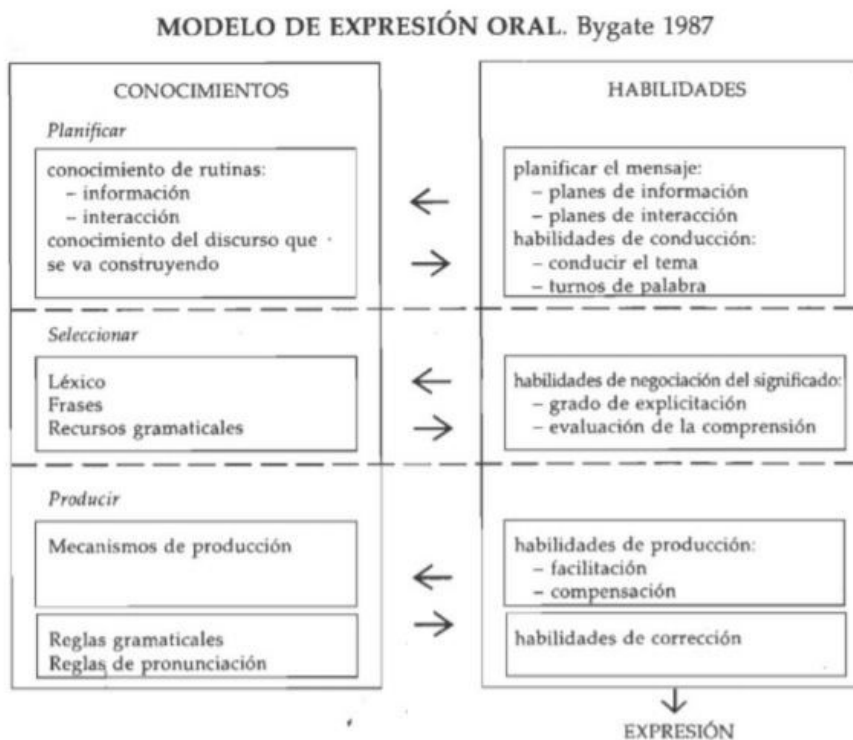 MODELO DE EXPRESIÓN ORAL. Bygate 1987
CONOCIMIENTOS
Planificar
conocimiento de rutinas:
– información
– interacción
conocimiento del discurso que
se va construyendo
HABILIDADES
planificar el mensaje:
– planes de información
– planes de interacción
habilidades de conducción:
– conducir el tema
– turnos de palabra
Seleccionar
Léxico
Frases
Recursos gramaticales
habilidades de negociación del significado:
– grado de explicitación
– evaluación de la comprensión
Producir
Mecanismos de producción
habilidades de producción:
– facilitación
– compensación
Reglas gramaticales
Reglas de pronunciación
habilidades de corrección
EXPRESIÓN